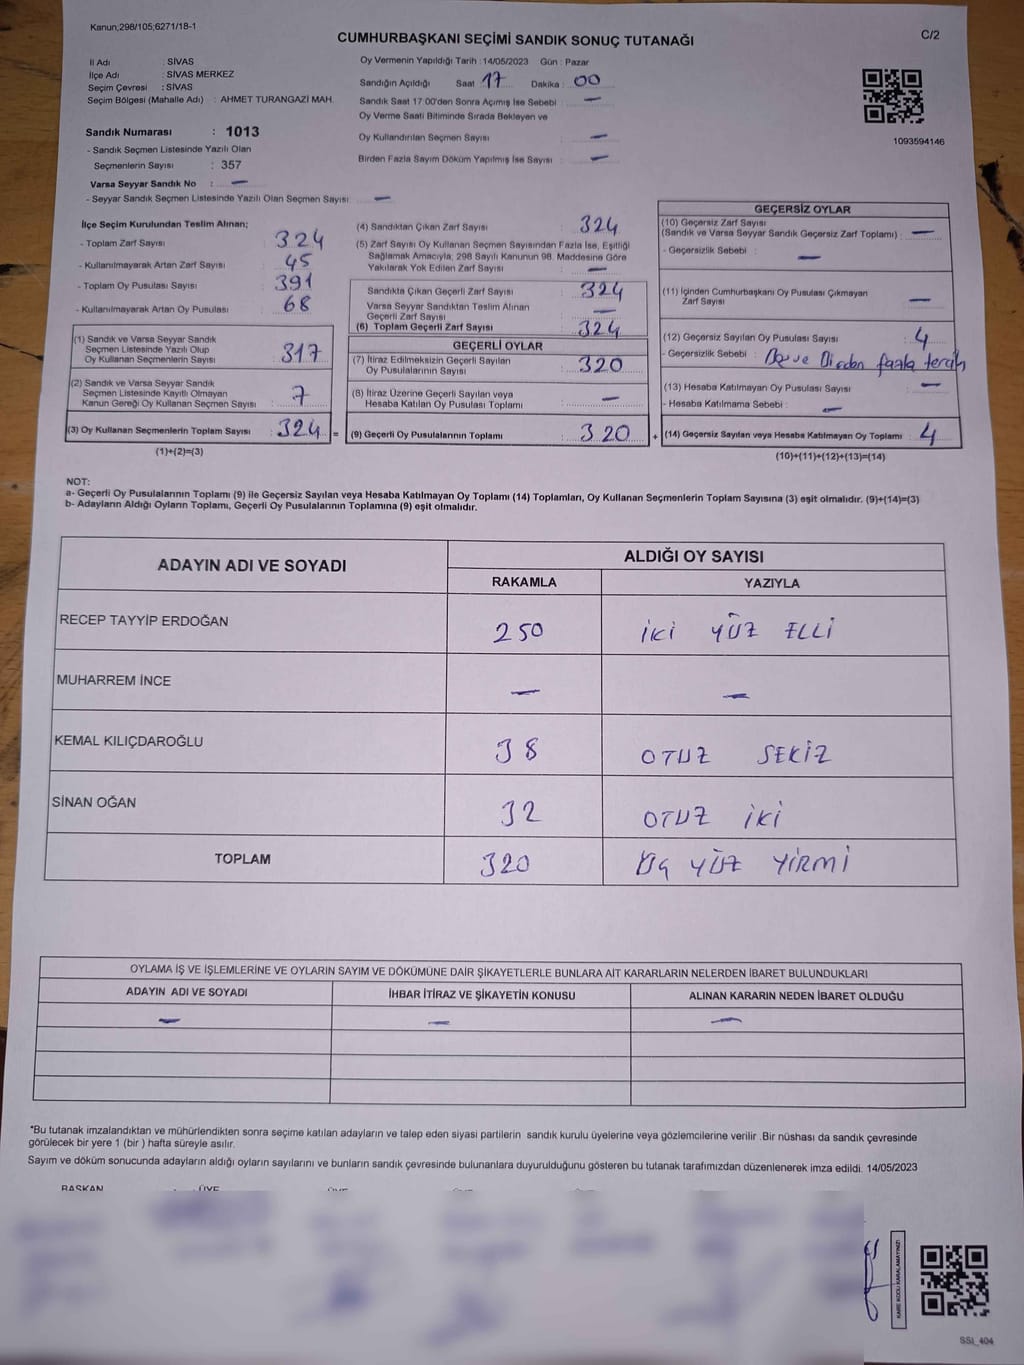 Kanun;298/105;6271/18-1
CUMHURBAŞKANI SEÇİMİ SANDIK SONUÇ TUTANAĞI
C/2
İl Adı : SİVAS
İlçe Adı : SİVAS MERKEZ
Seçim Çevresi : SİVAS
Seçim Bölgesi (Mahalle Adı) : AHMET TURANGAZİ MAH.
Sandık Numarası : 1013
- Sandık Seçmen Listesinde Yazılı Olan
Seçmenlerin Sayısı : 357
Varsa Seyyar Sandık No : —
- Seyyar Sandık Seçmen Listesinde Yazılı Olan Seçmen Sayısı: —
Oy Vermenin Yapıldığı Tarih : 14/05/2023 Gün : Pazar
Sandığın Açıldığı Saat 17 Dakika : 00
Sandık Saat 17 00'den Sonra Açımış İse Sebebi : —
Oy Verme Saati Bitiminde Sırada Bekleyen ve
Oy Kullandırılan Seçmen Sayısı —
Birden Fazla Sayım Döküm Yapılmış İse Sayısı : —
1093594146
İlçe Seçim Kurulundan Teslim Alınan;
- Toplam Zarf Sayısı : 324
- Kullanılmayarak Artan Zarf Sayısı : 45
- Toplam Oy Pusulası Sayısı : 391
- Kullanılmayarak Artan Oy Pusulası : 68
(1) Sandık ve Varsa Seyyar Sandık
Seçmen Listesinde Yazılı Olup
Oy Kullanan Seçmenlerin Sayısı : 317
(2) Sandık ve Varsa Seyyar Sandık
Seçmen Listesinde Kayıtlı Olmayan
Kanun Gereği Oy Kullanan Seçmen Sayısı : 7
(3) Oy Kullanan Seçmenlerin Toplam Sayısı : 324 =
(1)+(2)=(3)
(4) Sandıktan Çıkan Zarf Sayısı : 324
(5) Zarf Sayısı Oy Kullanan Seçmen Sayısından Fazla İse, Eşitliği
Sağlamak Amacıyla, 298 Sayılı Kanunun 98. Maddesine Göre
Yakılarak Yok Edilen Zarf Sayısı : —
Sandıkta Çıkan Geçerli Zarf Sayısı : 324
Varsa Seyyar Sandıktan Teslim Alınan
Geçerli Zarf Sayısı : —
(6) Toplam Geçerli Zarf Sayısı : 324
GEÇERLİ OYLAR
(7) İtiraz Edilmeksizin Geçerli Sayılan
Oy Pusulalarının Sayısı : 320
(8) İtiraz Üzerine Geçerli Sayılan veya
Hesaba Katılan Oy Pusulası Toplamı : —
(9) Geçerli Oy Pusulalarının Toplamı : 320 +
GEÇERSİZ OYLAR
(10) Geçersiz Zarf Sayısı
(Sandık ve Varsa Seyyar Sandık Geçersiz Zarf Toplamı) : —
- Geçersizlik Sebebi : —
(11) İçinden Cumhurbaşkanı Oy Pusulası Çıkmayan
Zarf Sayısı : —
(12) Geçersiz Sayılan Oy Pusulası Sayısı : 4
- Geçersizlik Sebebi : fazla tercih
(13) Hesaba Katılmayan Oy Pusulası Sayısı : —
- Hesaba Katılmama Sebebi : —
(14) Geçersiz Sayılan veya Hesaba Katılmayan Oy Toplamı : 4
(10)+(11)+(12)+(13)=(14)
NOT:
a- Geçerli Oy Pusulalarının Toplamı (9) ile Geçersiz Sayılan veya Hesaba Katılmayan Oy Toplamı (14) Toplamları, Oy Kullanan Seçmenlerin Toplam Sayısına (3) eşit olmalıdır. (9)+(14)=(3)
b- Adayların Aldığı Oyların Toplamı, Geçerli Oy Pusulalarının Toplamına (9) eşit olmalıdır.
ADAYIN ADI VE SOYADI
ALDIĞI OY SAYISI
RAKAMLA YAZIYLA
RECEP TAYYİP ERDOĞAN 250 İKİ YÜZ ELLİ
MUHARREM İNCE — —
KEMAL KILIÇDAROĞLU 38 OTUZ SEKİZ
SİNAN OĞAN 32 OTUZ İKİ
TOPLAM 320 ÜÇ YÜZ YİRMİ
OYLAMA İŞ VE İŞLEMLERİNE VE OYLARIN SAYIM VE DÖKÜMÜNE DAİR ŞİKAYETLERLE BUNLARA AİT KARARLARIN NELERDEN İBARET BULUNDUKLARI
ADAYIN ADI VE SOYADI İHBAR İTİRAZ VE ŞİKAYETİN KONUSU ALINAN KARARIN NEDEN İBARET OLDUĞU
— — —
*Bu tutanak imzalandıktan ve mühürlendikten sonra seçime katılan adayların ve talep eden siyasi partilerin sandık kurulu üyelerine veya gözlemcilerine verilir .Bir nüshası da sandık çevresinde
görülecek bir yere 1 (bir ) hafta süreyle asılır.
Sayım ve döküm sonucunda adayların aldığı oyların sayılarını ve bunların sandık çevresinde bulunanlara duyurulduğunu gösteren bu tutanak tarafımızdan düzenlenerek imza edildi. 14/05/2023
BAŞKAN ÜYE
KARE KODU KARALAMAYINIZ!
SSI_404